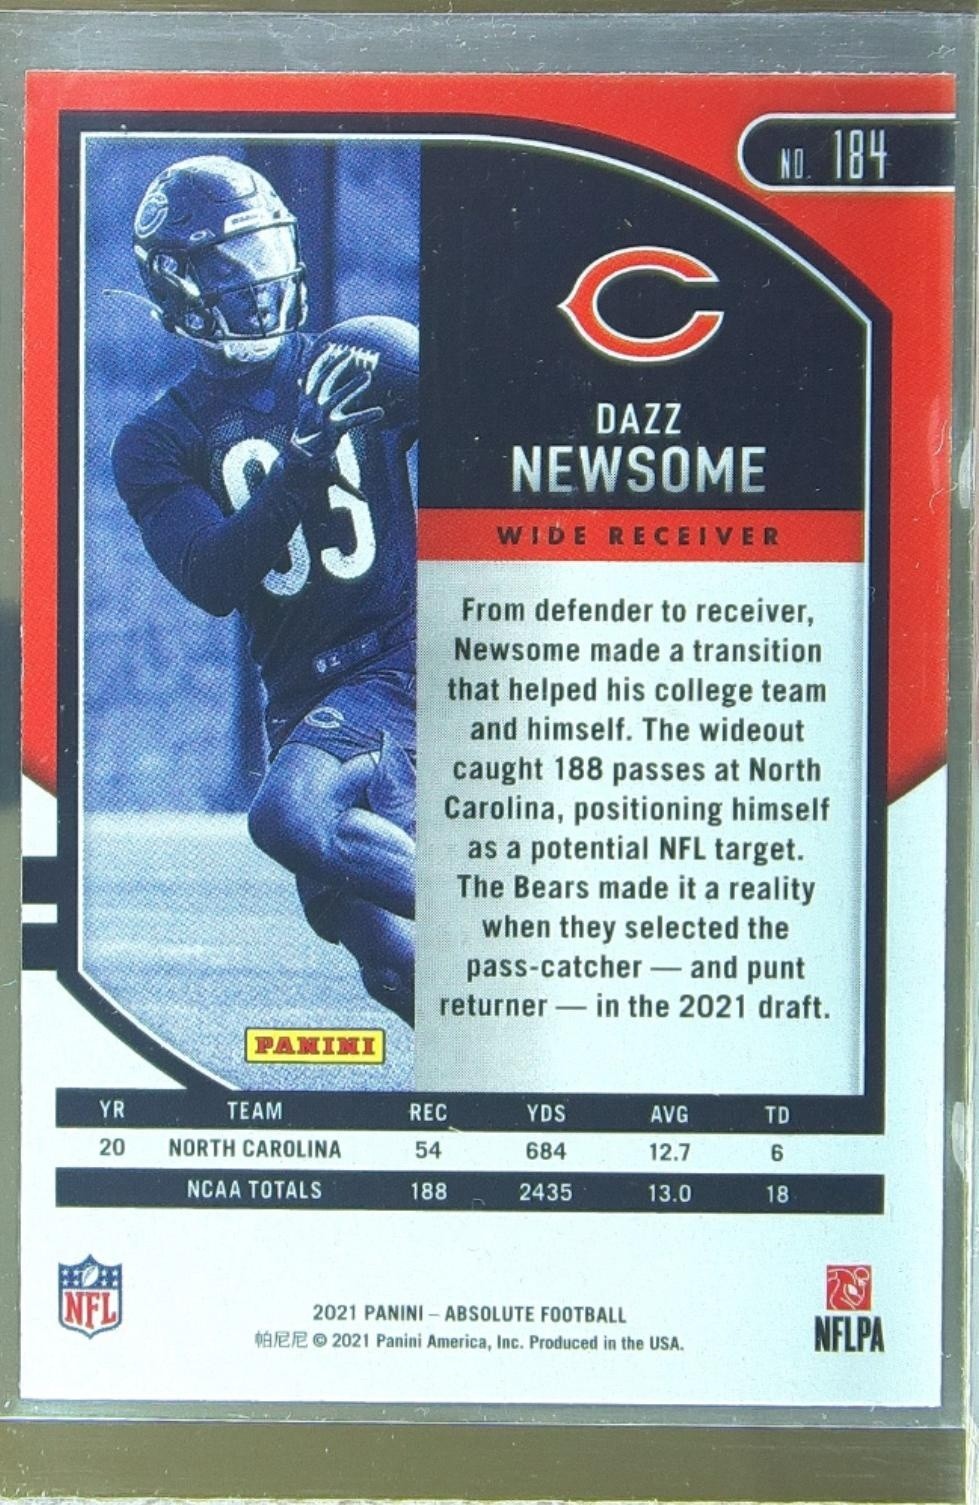 NO. 184
DAZZ
NEWSOME
WIDE RECEIVER
From defender to receiver,
Newsome made a transition
that helped his college team
and himself. The wideout
caught 188 passes at North
Carolina, positioning himself
as a potential NFL target.
The Bears made it a reality
when they selected the
pass-catcher — and punt
returner — in the 2021 draft.
PANINI
YR TEAM REC YDS AVG TD
20 NORTH CAROLINA 54 684 12.7 6
NCAA TOTALS 188 2435 13.0 18
NFL
2021 PANINI – ABSOLUTE FOOTBALL
帕尼尼 © 2021 Panini America, Inc. Produced in the USA.
NFLPA